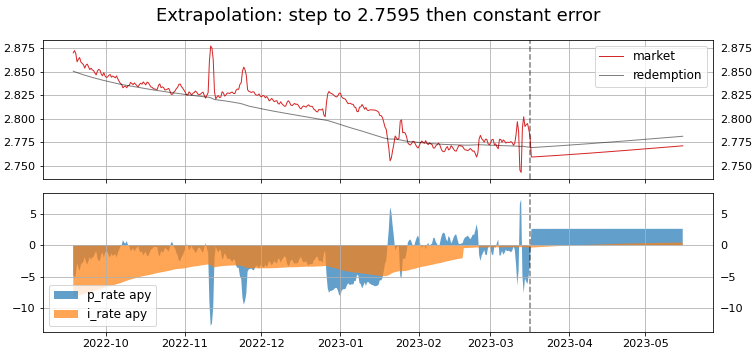 Extrapolation: step to 2.7595 then constant error
2.875 2.875
2.850 2.850
2.825 2.825
2.800 2.800
2.775 2.775
2.750 2.750
market
redemption
5 5
0 0
−5 −5
−10 −10
p_rate apy
i_rate apy
2022-10 2022-11 2022-12 2023-01 2023-02 2023-03 2023-04 2023-05